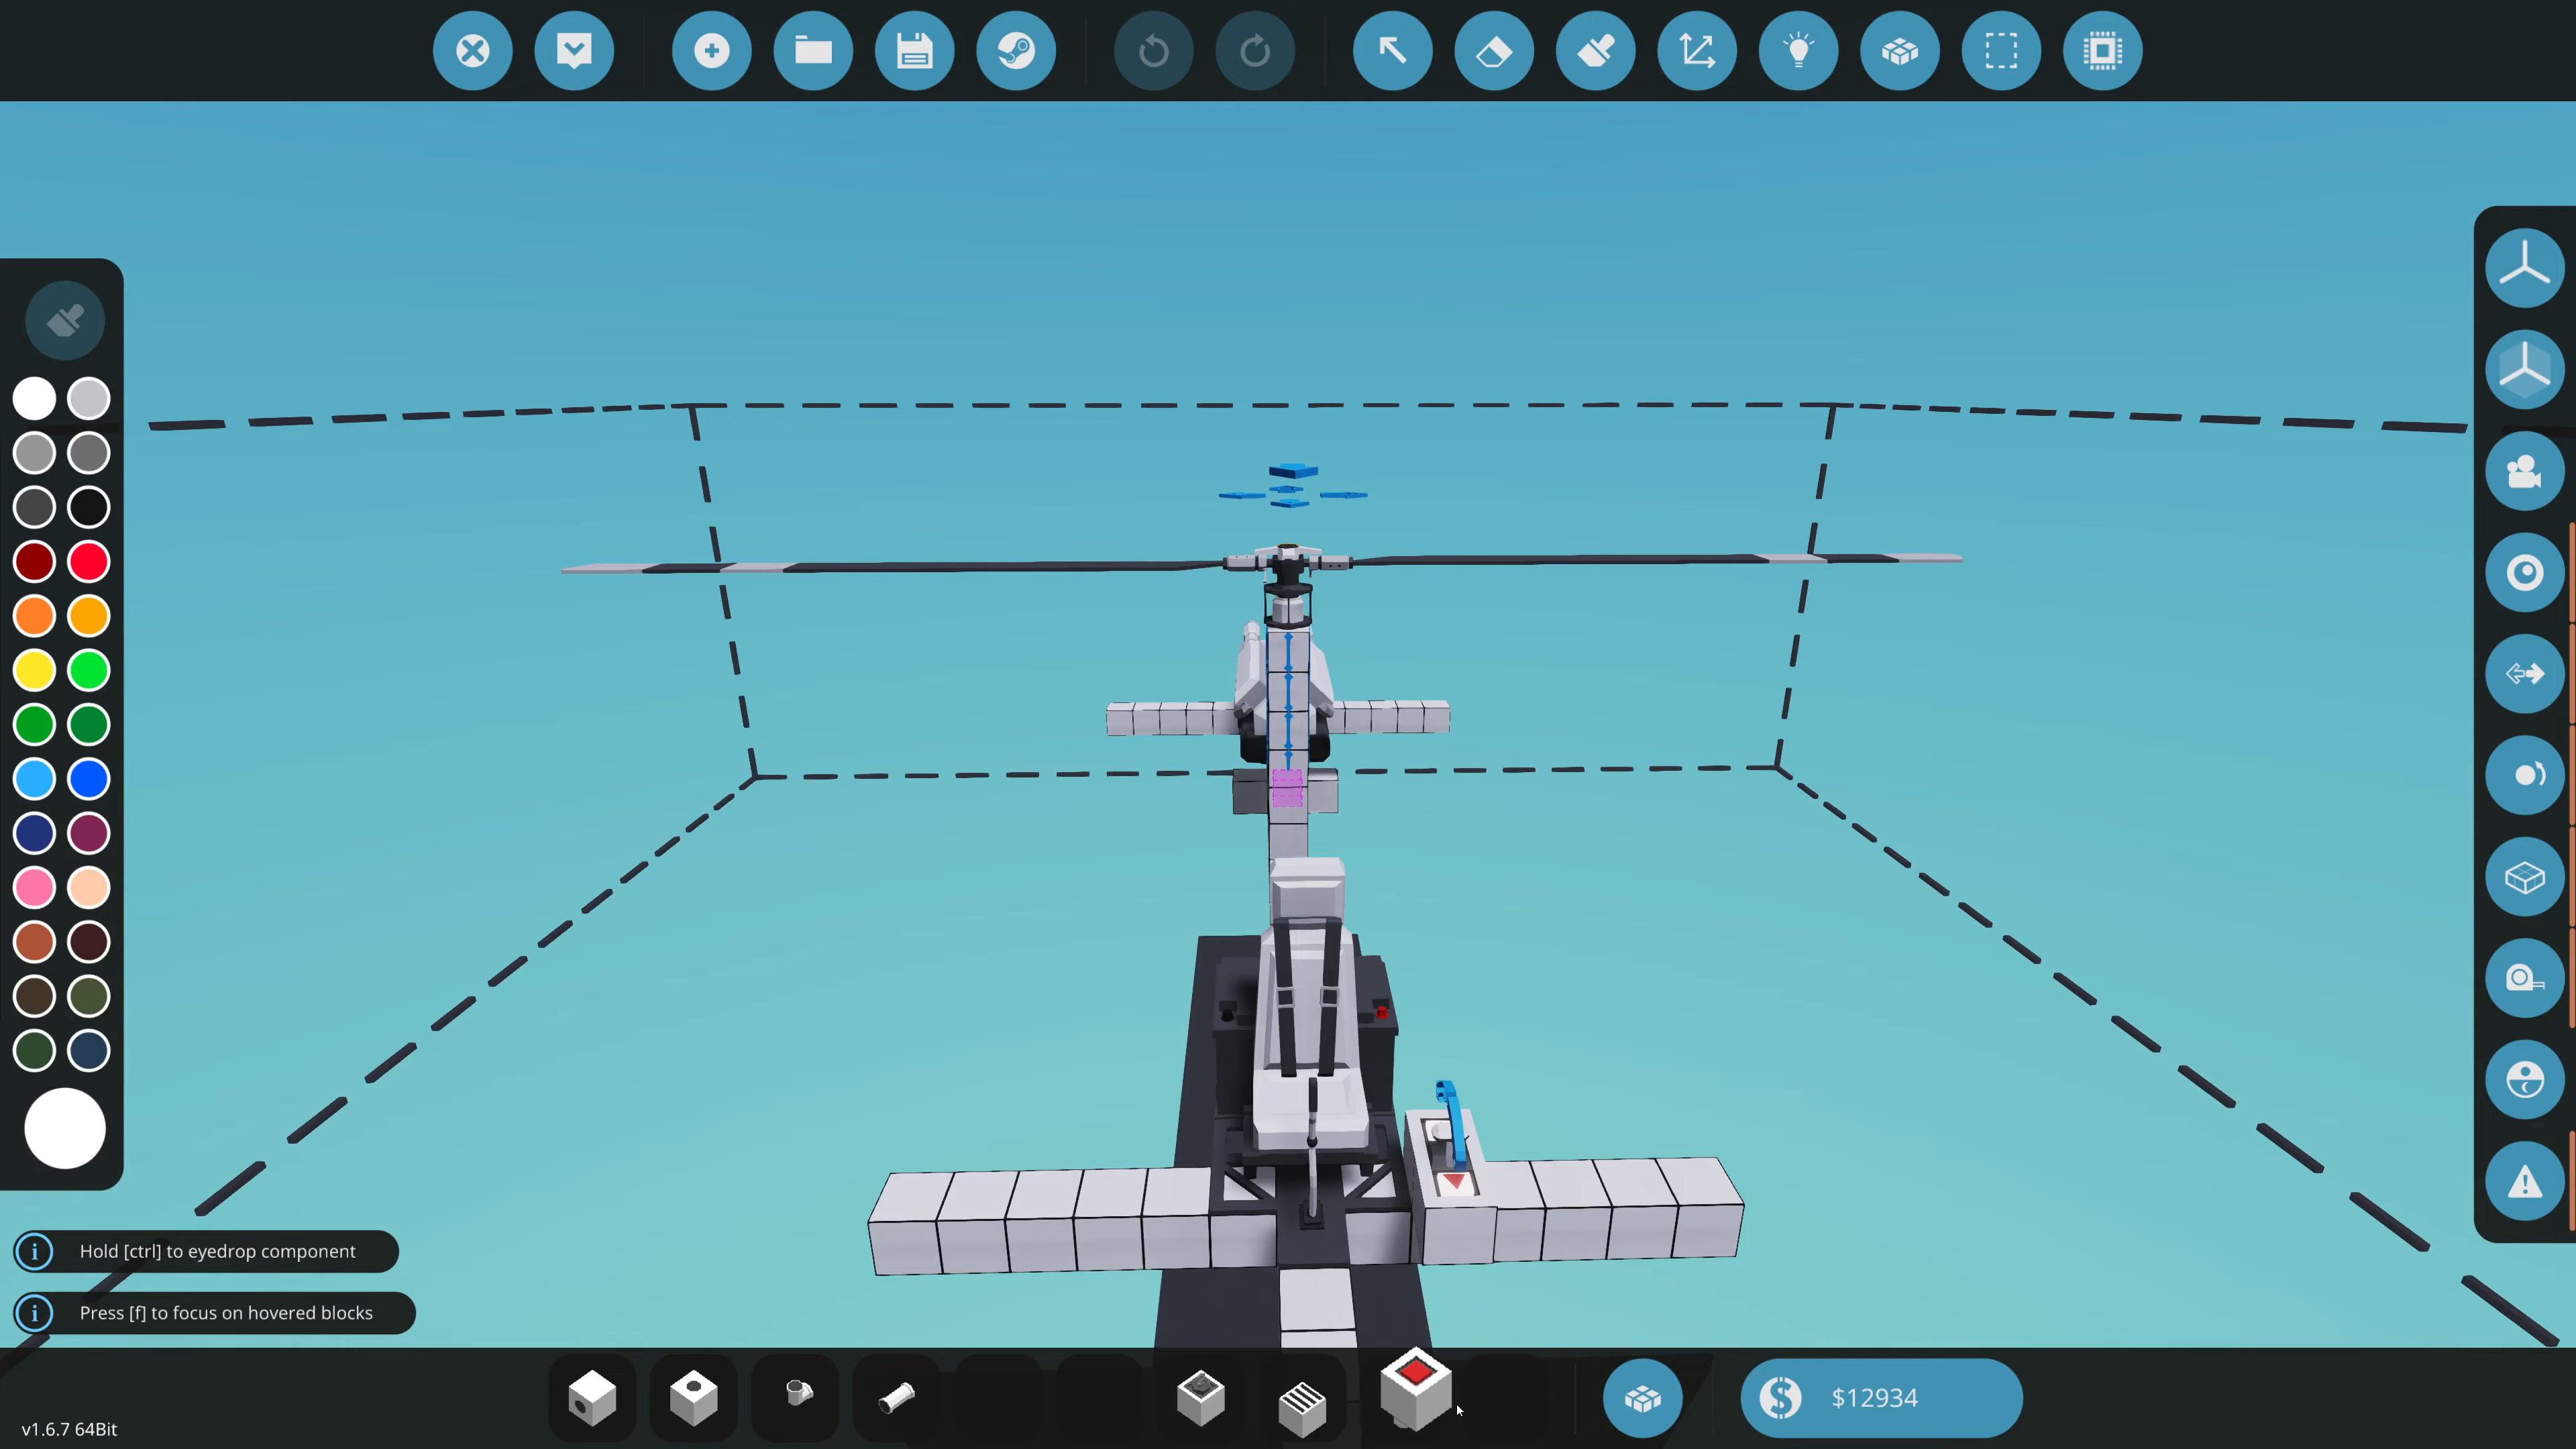 Hold [ctrl] to eyedrop component
Press [f] to focus on hovered blocks
v1.6.7 64Bit
$12934